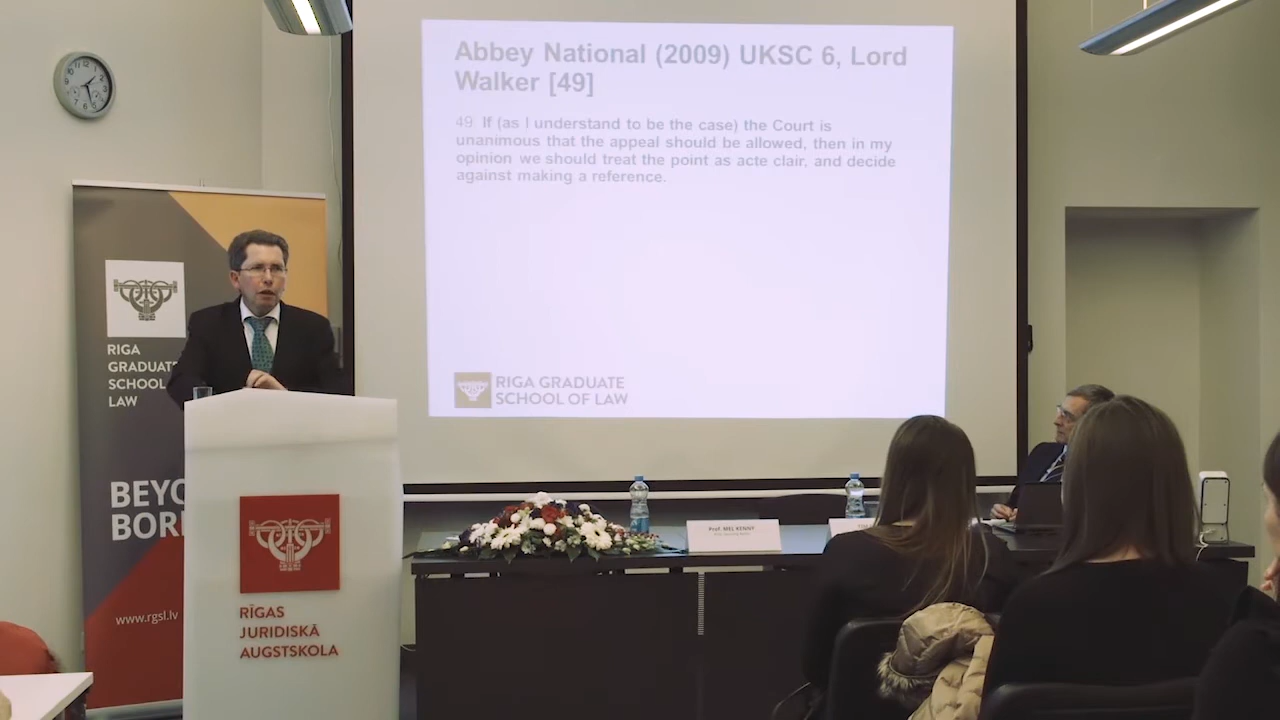 Abbey National (2009) UKSC 6, Lord
Walker [49]
49. If (as I understand to be the case) the Court is
unanimous that the appeal should be allowed, then in my
opinion we should treat the point as acte clair, and decide
against making a reference.
RIGA GRADUATE
SCHOOL OF LAW
RIGA
GRADUATE
SCHOOL
LAW
BEYO
BOR
www.rgsl.lv
RĪGAS
JURIDISKĀ
AUGSTSKOLA
Prof. MEL KENNY